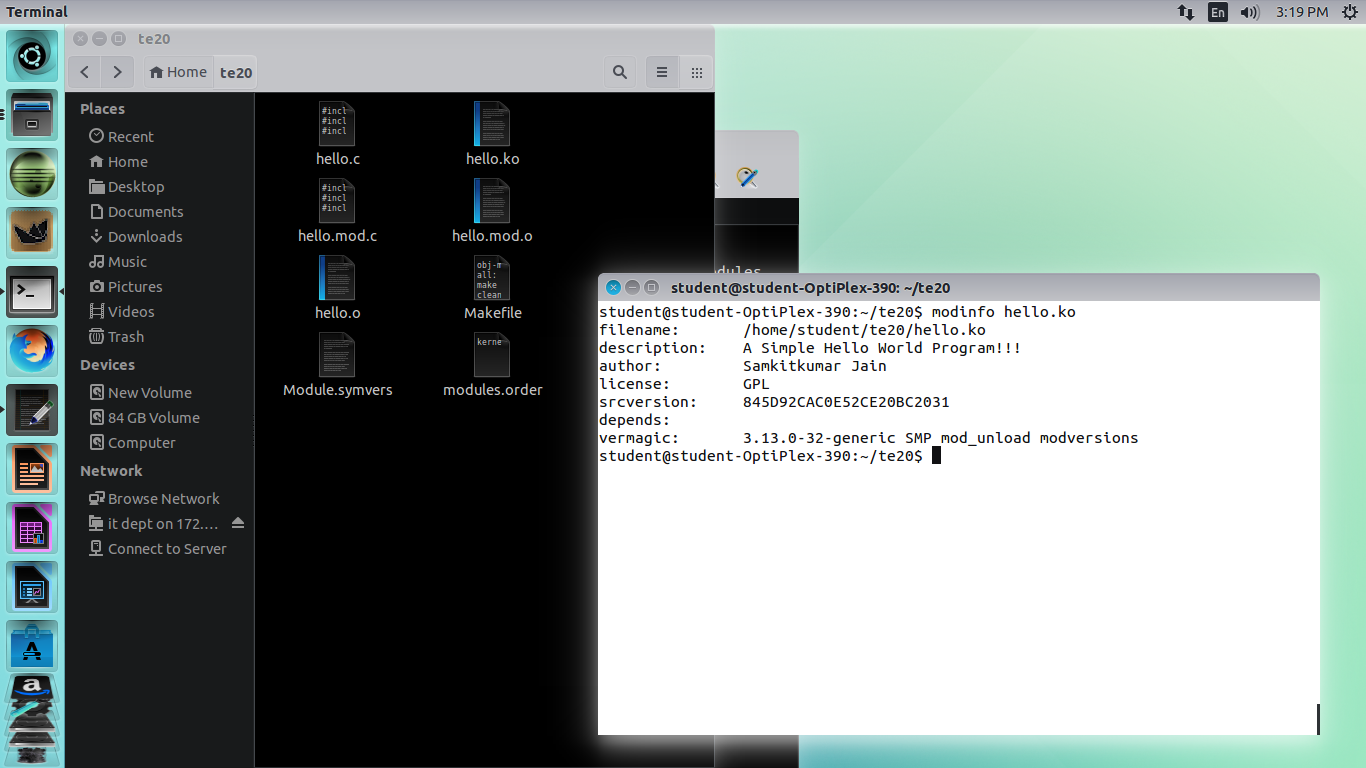 Terminal
En
3:19 PM
te20
Home
te20
Places
Recent
Home
Desktop
Documents
Downloads
Music
Pictures
Videos
Trash
Devices
New Volume
84 GB Volume
Computer
Network
Browse Network
it dept on 172....
Connect to Server
#incl
#incl
#incl
hello.c
hello.ko
#incl
#incl
#incl
hello.mod.c
hello.mod.o
hello.o
obj-m
all:
make
clean
Makefile
Module.symvers
kerne
modules.order
student@student-OptiPlex-390: ~/te20
student@student-OptiPlex-390:~/te20$ modinfo hello.ko
filename:       /home/student/te20/hello.ko
description:    A Simple Hello World Program!!!
author:         Samkitkumar Jain
license:        GPL
srcversion:     845D92CAC0E52CE20BC2031
depends:
vermagic:       3.13.0-32-generic SMP mod_unload modversions
student@student-OptiPlex-390:~/te20$